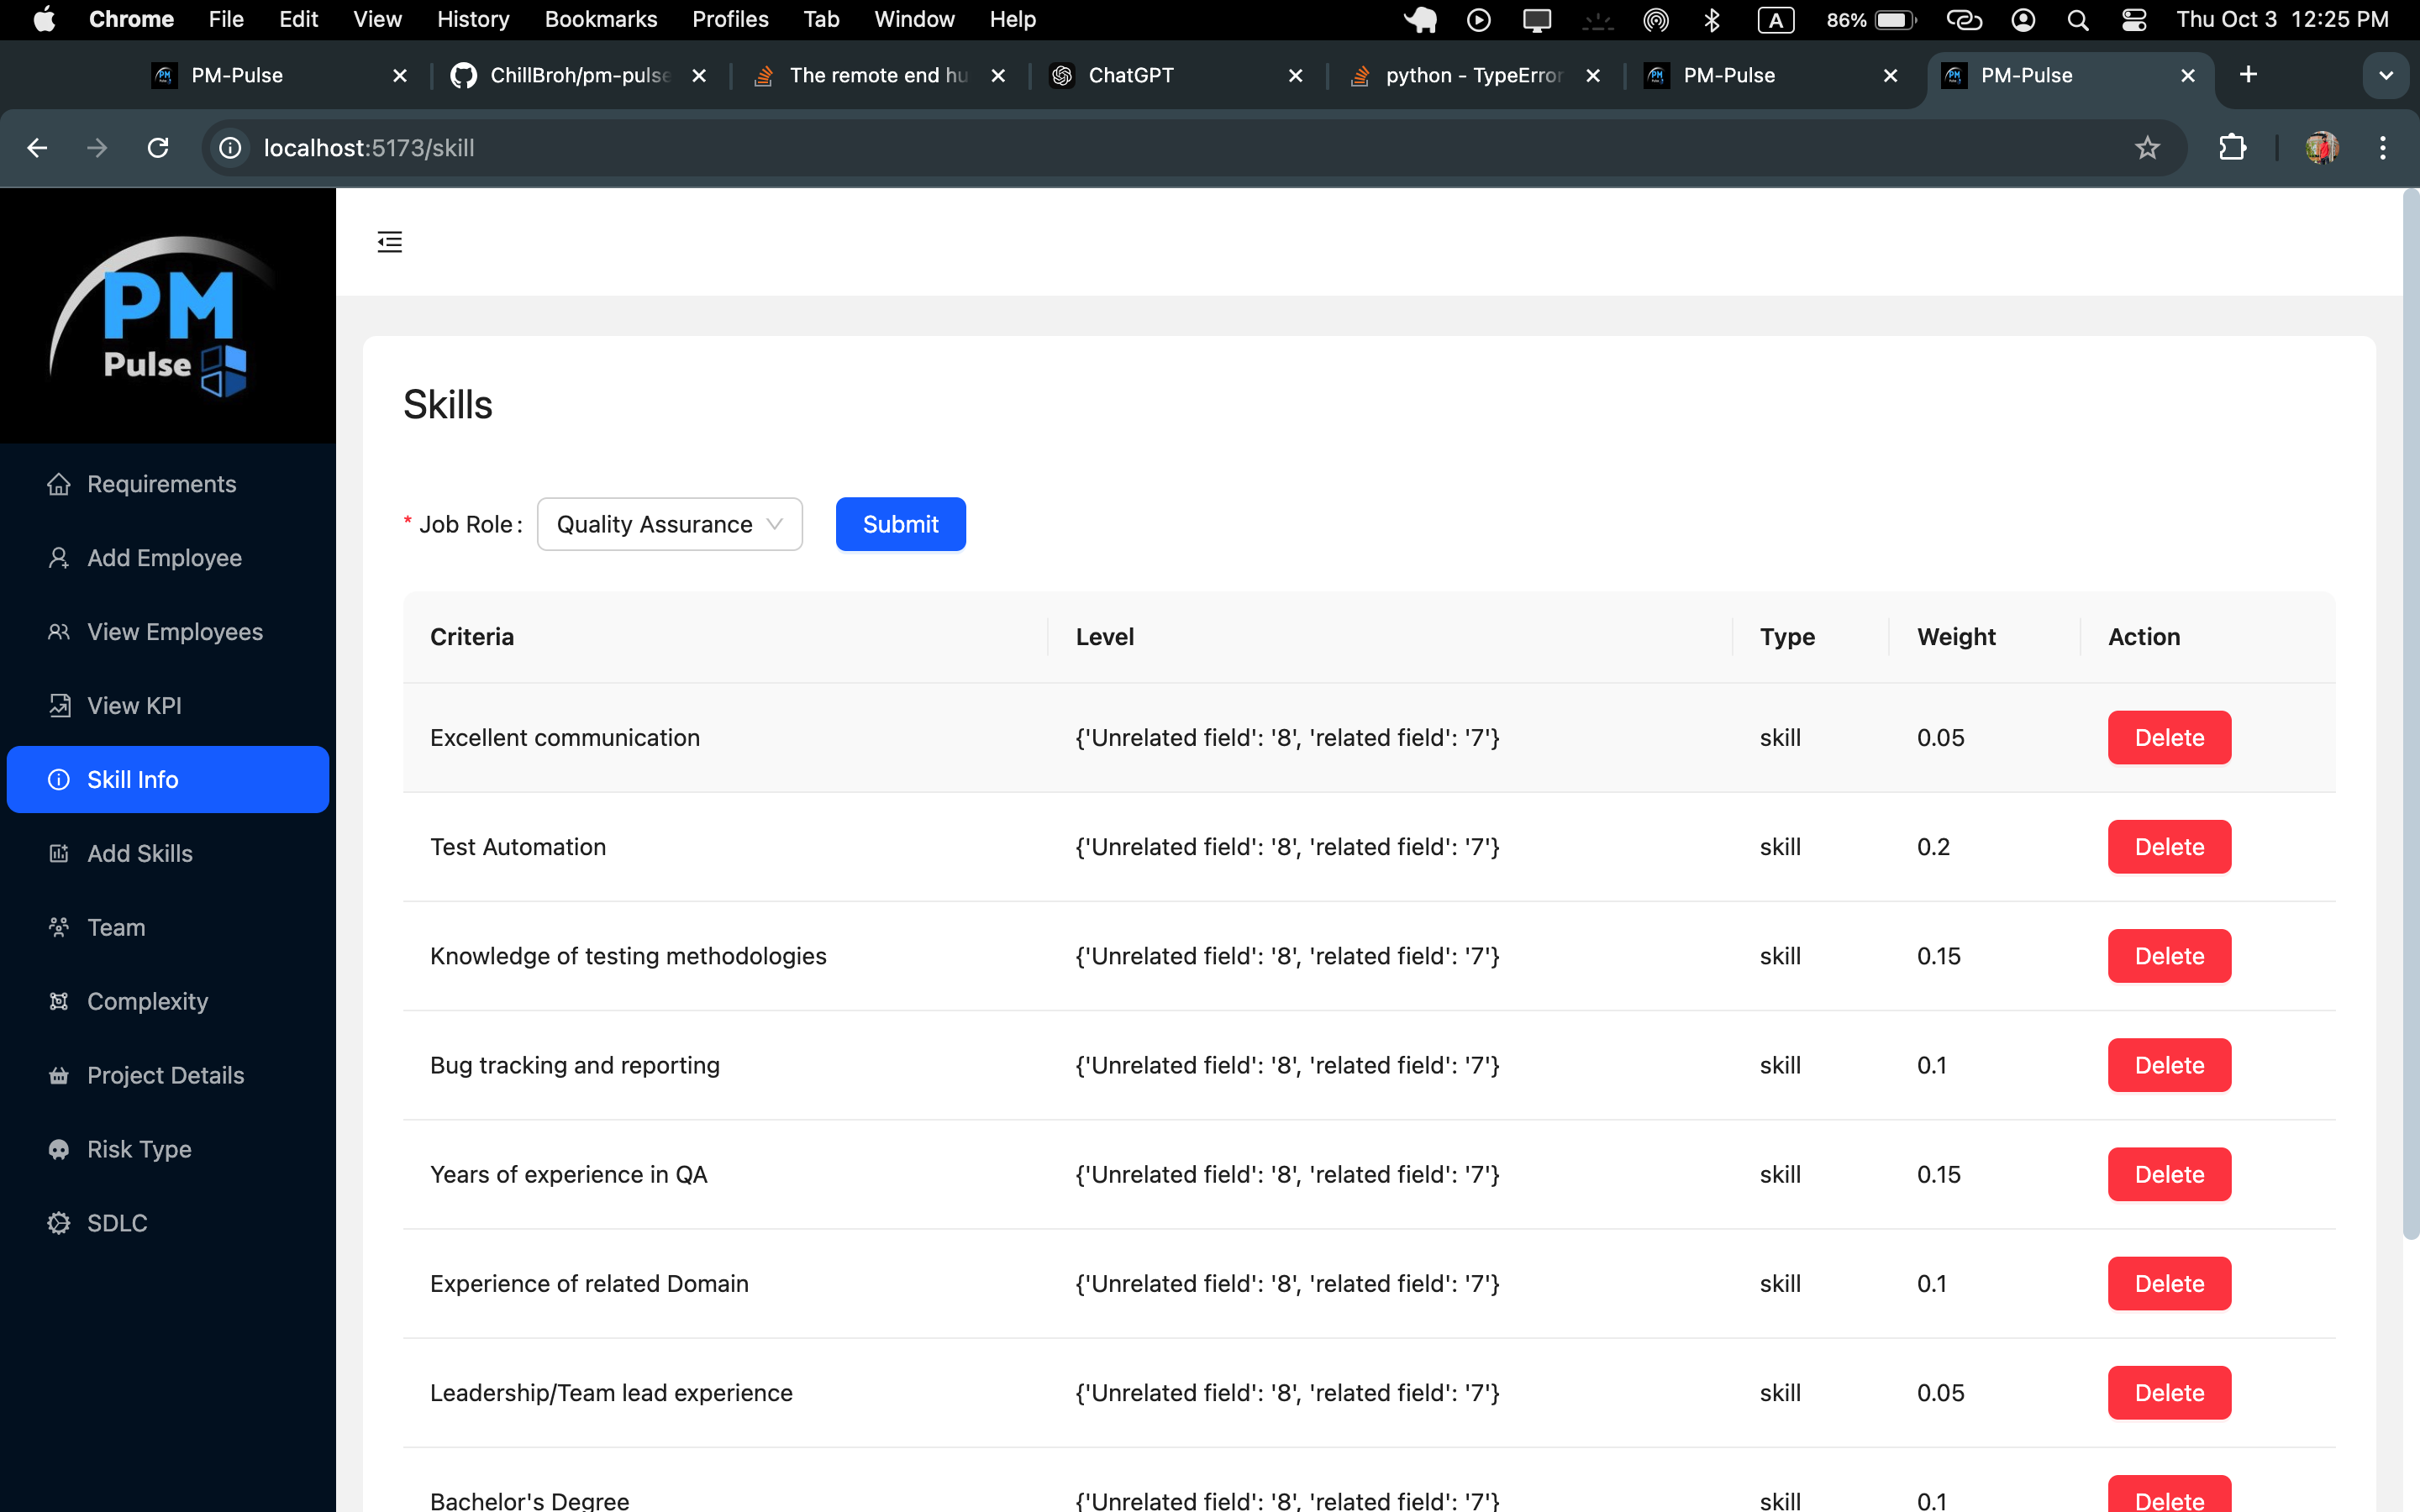 Chrome File Edit View History Bookmarks Profiles Tab Window Help A 86% Thu Oct 3 12:25 PM
PM-Pulse ChillBroh/pm-pulse The remote end hu ChatGPT python - TypeError PM-Pulse PM-Pulse
localhost:5173/skill
PM
Pulse
Requirements
Add Employee
View Employees
View KPI
Skill Info
Add Skills
Team
Complexity
Project Details
Risk Type
SDLC
Skills
* Job Role: Quality Assurance Submit
Criteria Level Type Weight Action
Excellent communication {'Unrelated field': '8', 'related field': '7'} skill 0.05 Delete
Test Automation {'Unrelated field': '8', 'related field': '7'} skill 0.2 Delete
Knowledge of testing methodologies {'Unrelated field': '8', 'related field': '7'} skill 0.15 Delete
Bug tracking and reporting {'Unrelated field': '8', 'related field': '7'} skill 0.1 Delete
Years of experience in QA {'Unrelated field': '8', 'related field': '7'} skill 0.15 Delete
Experience of related Domain {'Unrelated field': '8', 'related field': '7'} skill 0.1 Delete
Leadership/Team lead experience {'Unrelated field': '8', 'related field': '7'} skill 0.05 Delete
Bachelor's Degree {'Unrelated field': '8', 'related field': '7'} skill 0.1 Delete